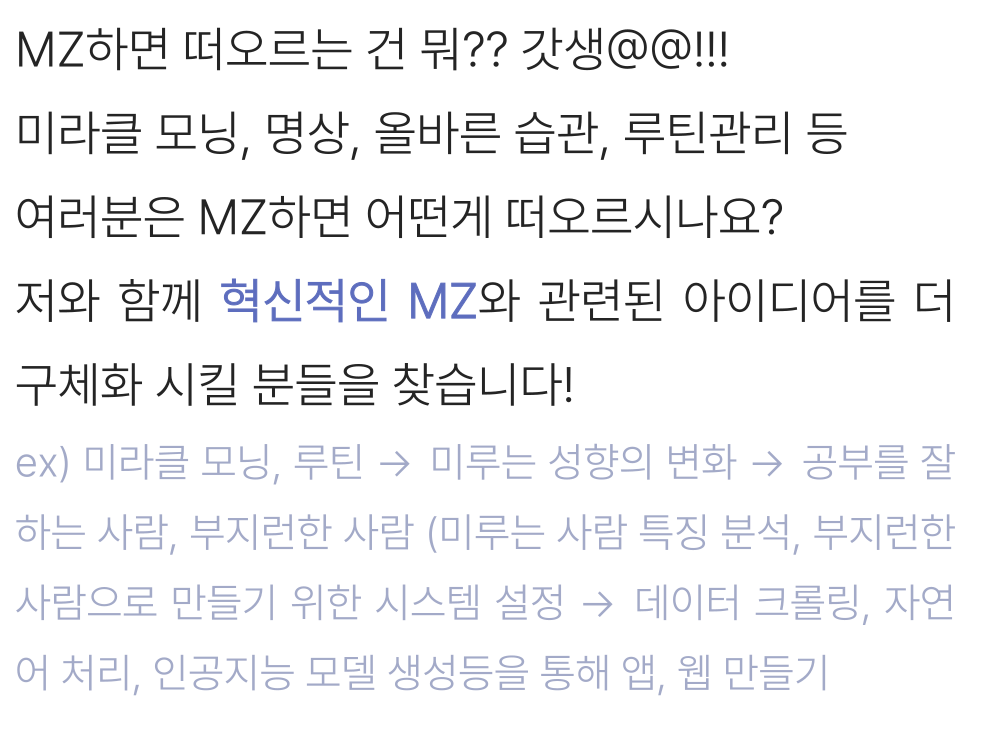 MZ하면 떠오르는 건 뭐?? 갓생@@!!!
미라클 모닝, 명상, 올바른 습관, 루틴관리 등
여러분은 MZ하면 어떤게 떠오르시나요?
저와 함께 혁신적인 MZ와 관련된 아이디어를 더
구체화 시킬 분들을 찾습니다!
ex) 미라클 모닝, 루틴 → 미루는 성향의 변화 → 공부를 잘
하는 사람, 부지런한 사람 (미루는 사람 특징 분석, 부지런한
사람으로 만들기 위한 시스템 설정 → 데이터 크롤링, 자연
어 처리, 인공지능 모델 생성등을 통해 앱, 웹 만들기